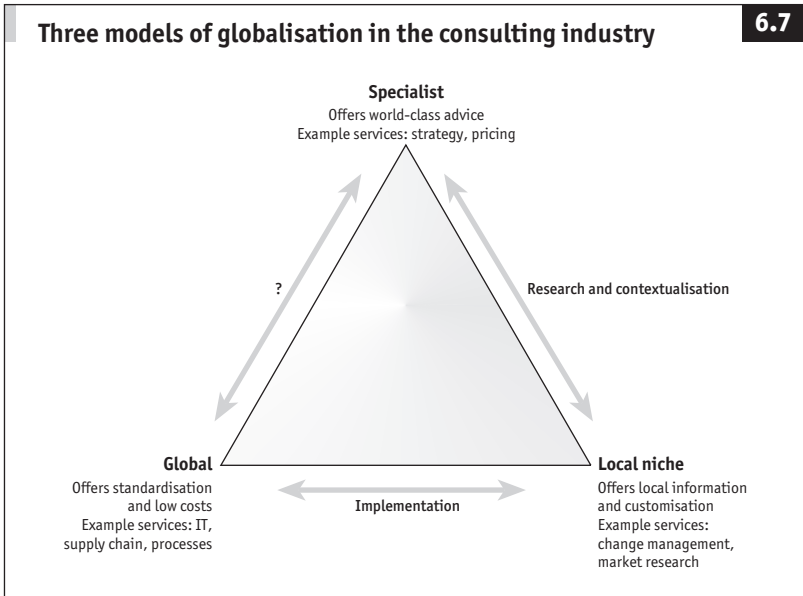 Three models of globalisation in the consulting industry
6.7
Specialist
Offers world-class advice
Example services: strategy, pricing
?
Research and contextualisation
Global
Offers standardisation
and low costs
Example services: IT,
supply chain, processes
Implementation
Local niche
Offers local information
and customisation
Example services:
change management,
market research